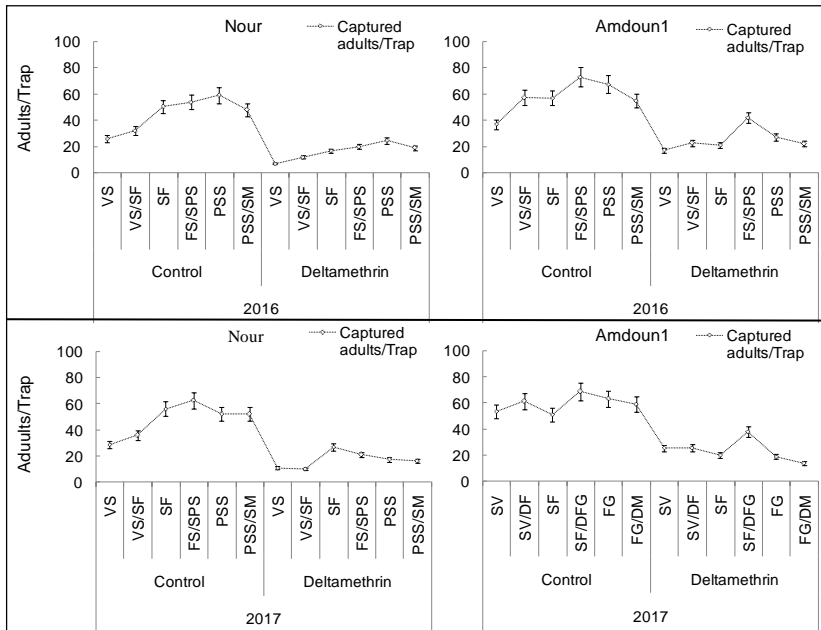 Nour
Captured
adults/Trap
Adults/Trap
100
80
60
40
20
0
VS
VS/SF
SF
FS/SPS
PSS
PSS/SM
VS
VS/SF
SF
FS/SPS
PSS
PSS/SM
Control
Deltamethrin
2016
Amdoun1
Captured
adults/Trap
100
80
60
40
20
0
VS
VS/SF
SF
FS/SPS
PSS
PSS/SM
VS
VS/SF
SF
FS/SPS
PSS
PSS/SM
Control
Deltamethrin
2016
Nour
Captured
adults/Trap
Aduults/Trap
100
80
60
40
20
0
VS
VS/SF
SF
FS/SPS
PSS
PSS/SM
VS
VS/SF
SF
FS/SPS
PSS
PSS/SM
Control
Deltamethrin
2017
Amdoun1
Captured
adults/Trap
100
80
60
40
20
0
SV
SV/DF
SF
SF/DFG
FG
FG/DM
SV
SV/DF
SF
SF/DFG
FG
FG/DM
Control
Deltamethrin
2017